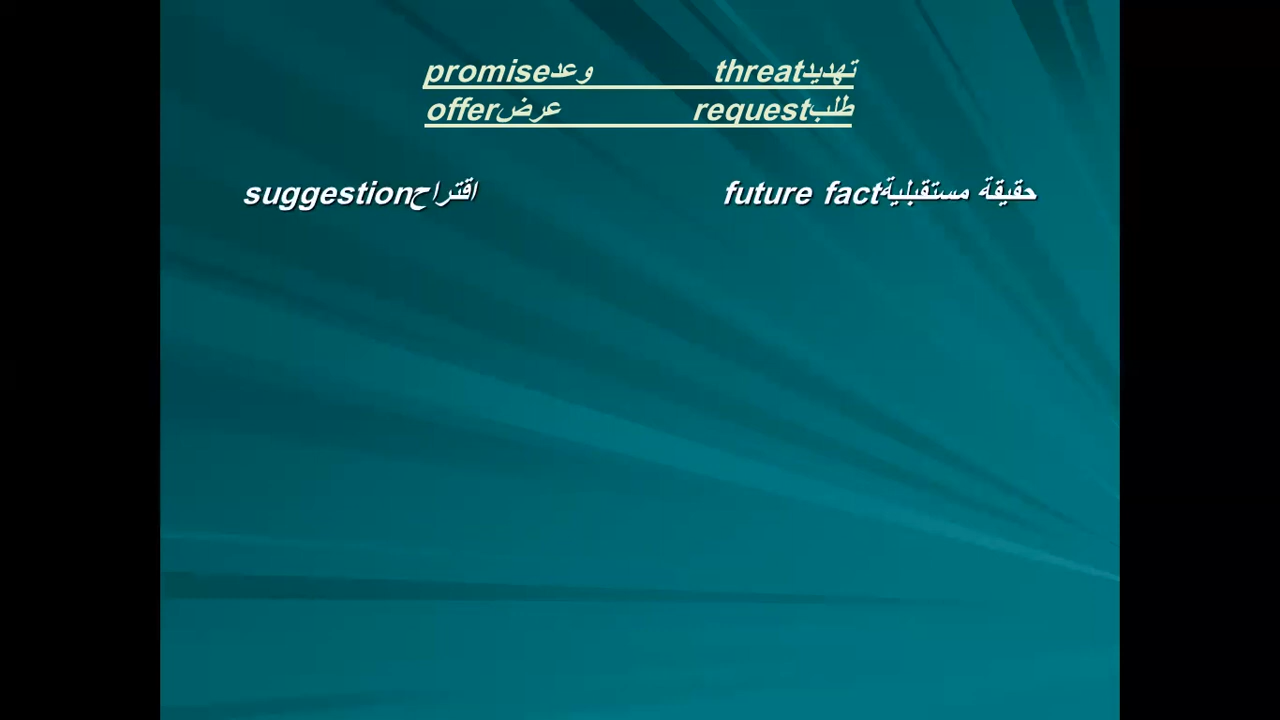 promiseوعد threatتهديد
offerعرض requestطلب
suggestionاقتراح future factحقيقة مستقبلية